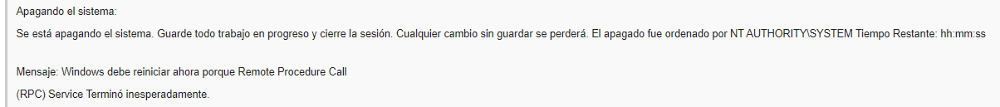 Apagando el sistema:
Se está apagando el sistema. Guarde todo trabajo en progreso y cierre la sesión. Cualquier cambio sin guardar se perderá. El apagado fue ordenado por NT AUTHORITY\SYSTEM Tiempo Restante: hh:mm:ss
Mensaje: Windows debe reiniciar ahora porque Remote Procedure Call
(RPC) Service Terminó inesperadamente.